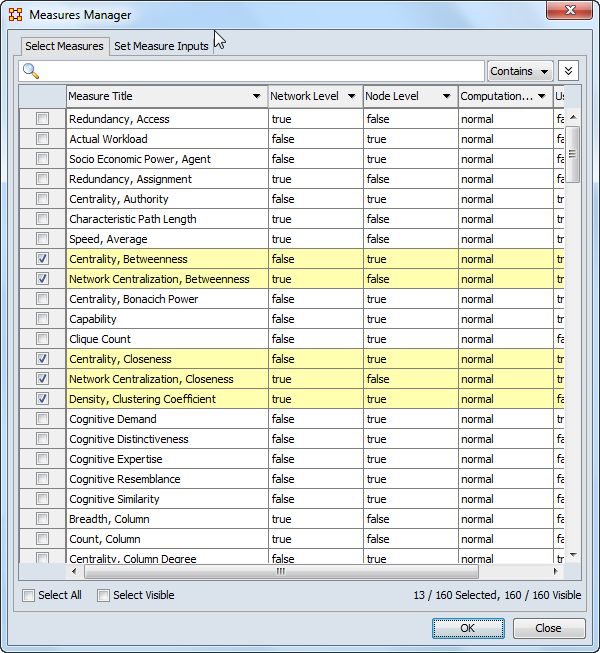 Measures Manager
Select Measures Set Measure Inputs
Contains
Measure Title Network Level Node Level Computation... Us
Redundancy, Access true false normal fa
Actual Workload false true normal tr
Socio Economic Power, Agent false true normal fa
Redundancy, Assignment true false normal fa
Centrality, Authority false true normal fa
Characteristic Path Length true false normal fa
Speed, Average true false normal fa
Centrality, Betweenness false true normal fa
Network Centralization, Betweenness true false normal fa
Centrality, Bonacich Power false true normal fa
Capability false true normal fa
Clique Count false true normal fa
Centrality, Closeness false true normal tr
Network Centralization, Closeness true false normal tr
Density, Clustering Coefficient true true normal fa
Cognitive Demand false true normal tr
Cognitive Distinctiveness false true normal fa
Cognitive Expertise false true normal fa
Cognitive Resemblance false true normal fa
Cognitive Similarity false true normal fa
Breadth, Column true false normal fa
Count, Column true false normal fa
Centrality, Column Degree false true normal fa
Select All Select Visible 13 / 160 Selected, 160 / 160 Visible
OK Close